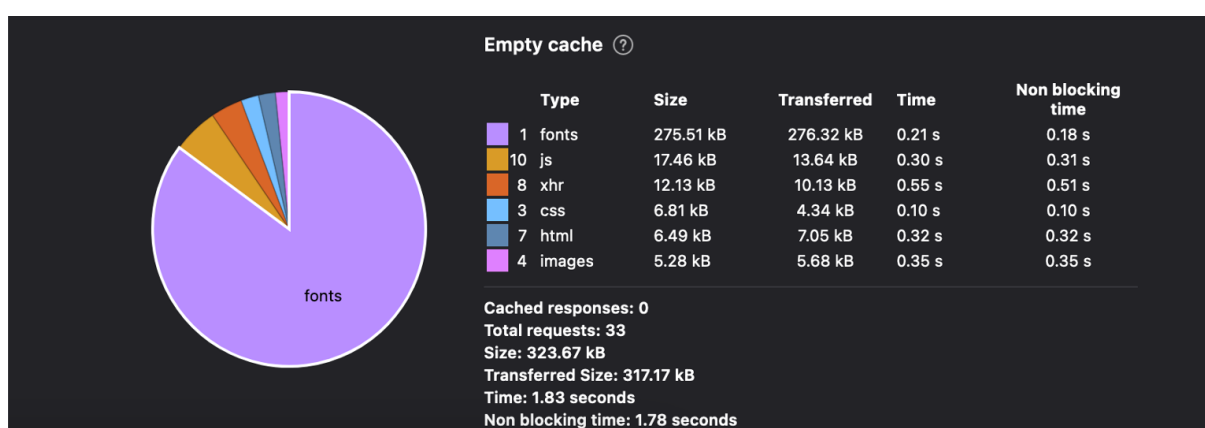 Empty cache ?
Type Size Transferred Time Non blocking time
1 fonts 275.51 kB 276.32 kB 0.21 s 0.18 s
10 js 17.46 kB 13.64 kB 0.30 s 0.31 s
8 xhr 12.13 kB 10.13 kB 0.55 s 0.51 s
3 css 6.81 kB 4.34 kB 0.10 s 0.10 s
7 html 6.49 kB 7.05 kB 0.32 s 0.32 s
4 images 5.28 kB 5.68 kB 0.35 s 0.35 s
fonts
Cached responses: 0
Total requests: 33
Size: 323.67 kB
Transferred Size: 317.17 kB
Time: 1.83 seconds
Non blocking time: 1.78 seconds